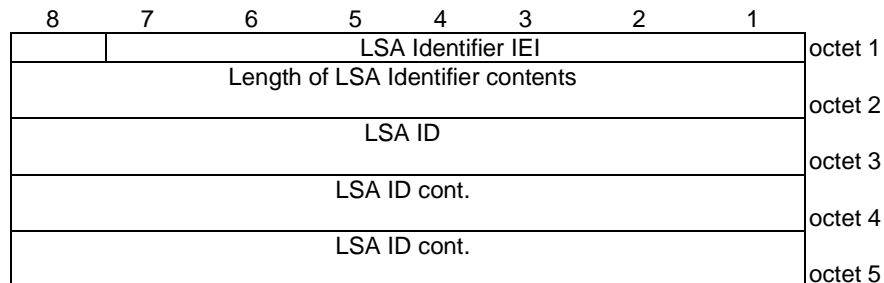 8 7 6 5 4 3 2 1
LSA Identifier IEI octet 1
Length of LSA Identifier contents
octet 2
LSA ID
octet 3
LSA ID cont.
octet 4
LSA ID cont.
octet 5